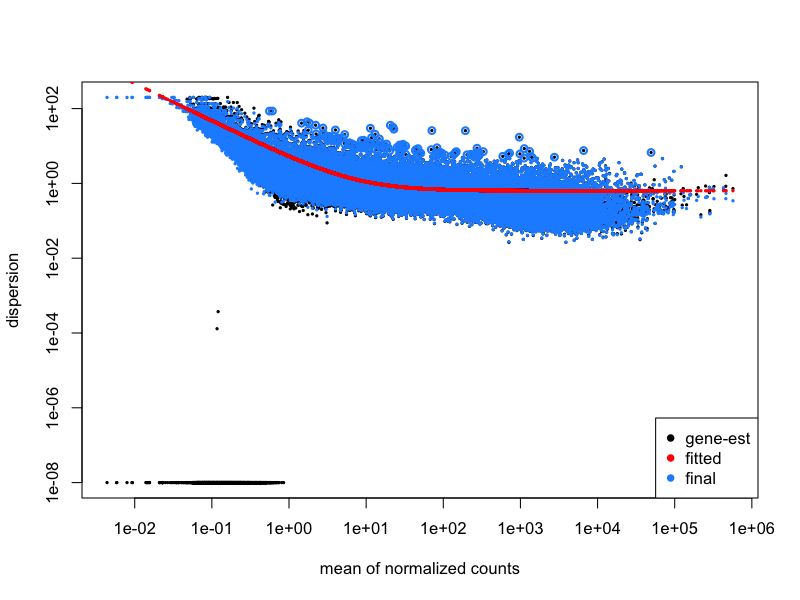 dispersion
1e+02
1e+00
1e-02
1e-04
1e-06
1e-08
gene-est
fitted
final
1e-02 1e-01 1e+00 1e+01 1e+02 1e+03 1e+04 1e+05 1e+06
mean of normalized counts